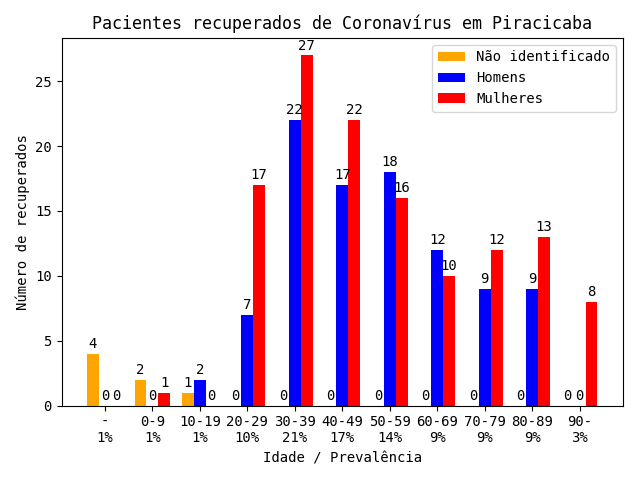 Pacientes recuperados de Coronavírus em Piracicaba
Não identificado
Homens
Mulheres
Número de recuperados
25
20
15
10
5
0
4 0 0
2 0 1
1 2 0
0 7 17
0 22 27
0 17 22
0 18 16
0 12 10
0 9 12
0 9 13
0 0 8
- 0-9 10-19 20-29 30-39 40-49 50-59 60-69 70-79 80-89 90-
1% 1% 1% 10% 21% 17% 14% 9% 9% 9% 3%
Idade / Prevalência